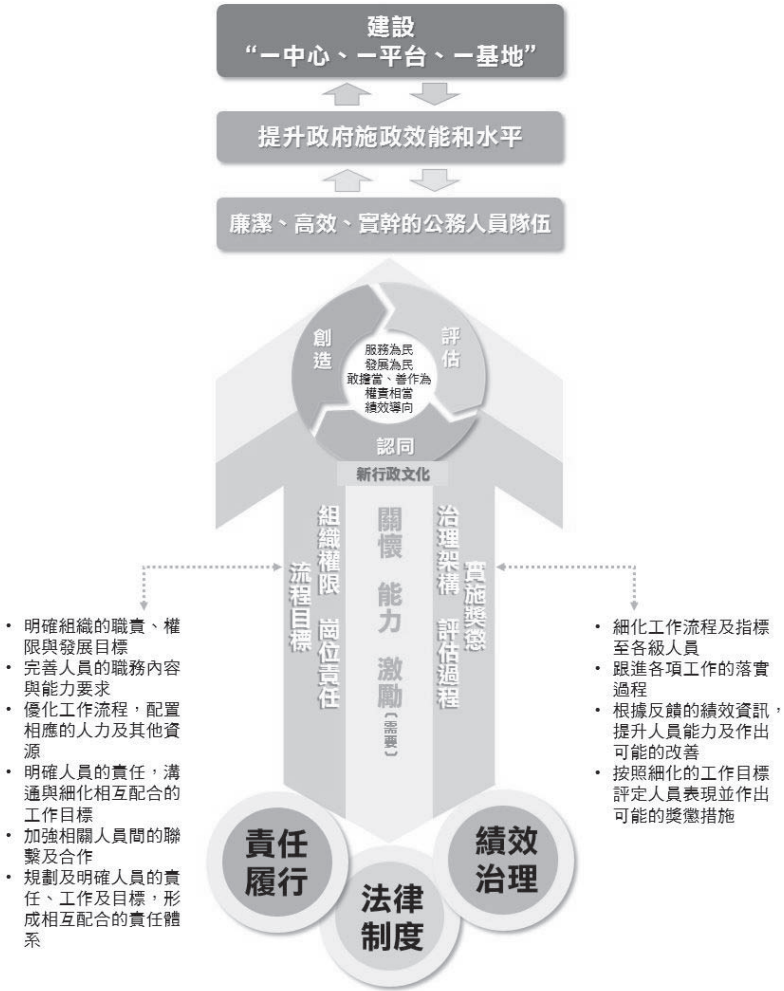 建設
“一中心、一平台、一基地”
提升政府施政效能和水平
廉潔、高效、實幹的公務人員隊伍
創造
評估
服務為民
發展為民
敢擔當、善作為
權責相當
績效導向
認同
新行政文化
組織權限 崗位責任
流程目標
關懷 能力 激勵(需要)
治理架構 評估過程
實施獎懲
• 明確組織的職責、權
限與發展目標
• 完善人員的職務內容
與能力要求
• 優化工作流程，配置
相應的人力及其他資
源
• 明確人員的責任，溝
通與細化相互配合的
工作目標
• 加強相關人員間的聯
繫及合作
• 規劃及明確人員的責
任、工作及目標，形
成相互配合的責任體
系
• 細化工作流程及指標
至各級人員
• 跟進各項工作的落實
過程
• 根據反饋的績效資訊，
提升人員能力及作出
可能的改善
• 按照細化的工作目標
評定人員表現並作出
可能的獎懲措施
責任
履行
法律
制度
績效
治理